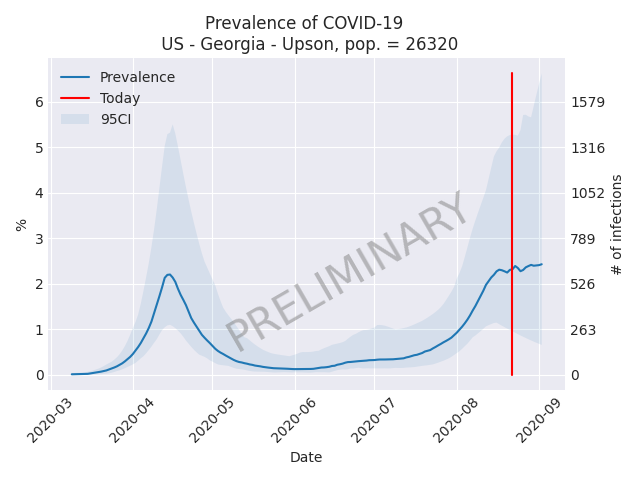 Prevalence of COVID-19
US - Georgia - Upson, pop. = 26320
Prevalence
Today
95CI
PRELIMINARY
%
6
5
4
3
2
1
0
1579
1316
1052
789
526
263
0
# of infections
2020-03
2020-04
2020-05
2020-06
2020-07
2020-08
2020-09
Date